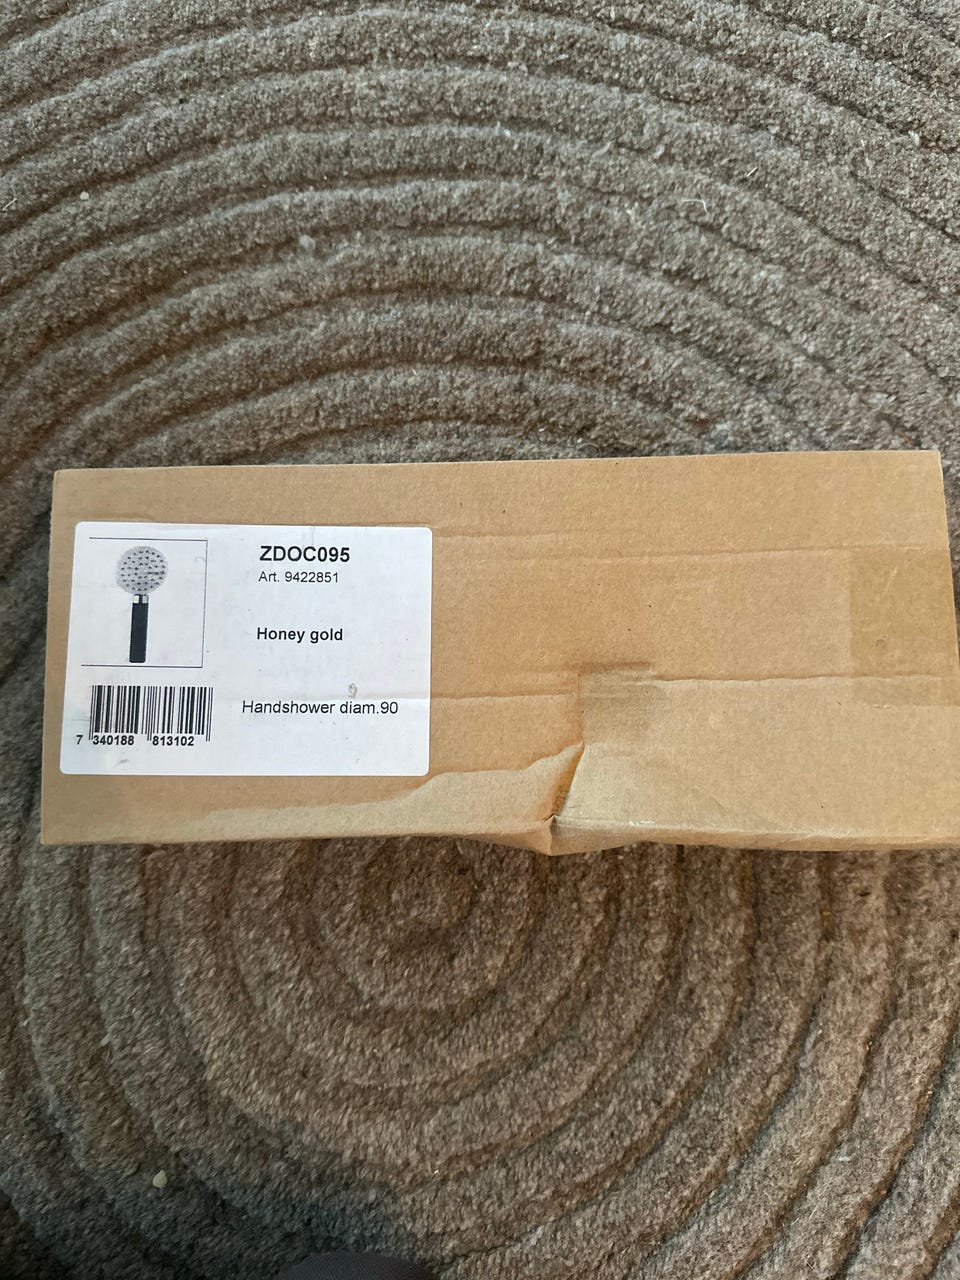 ZDOC095
Art. 9422851
Honey gold
Handshower diam.90
7 340188 813102